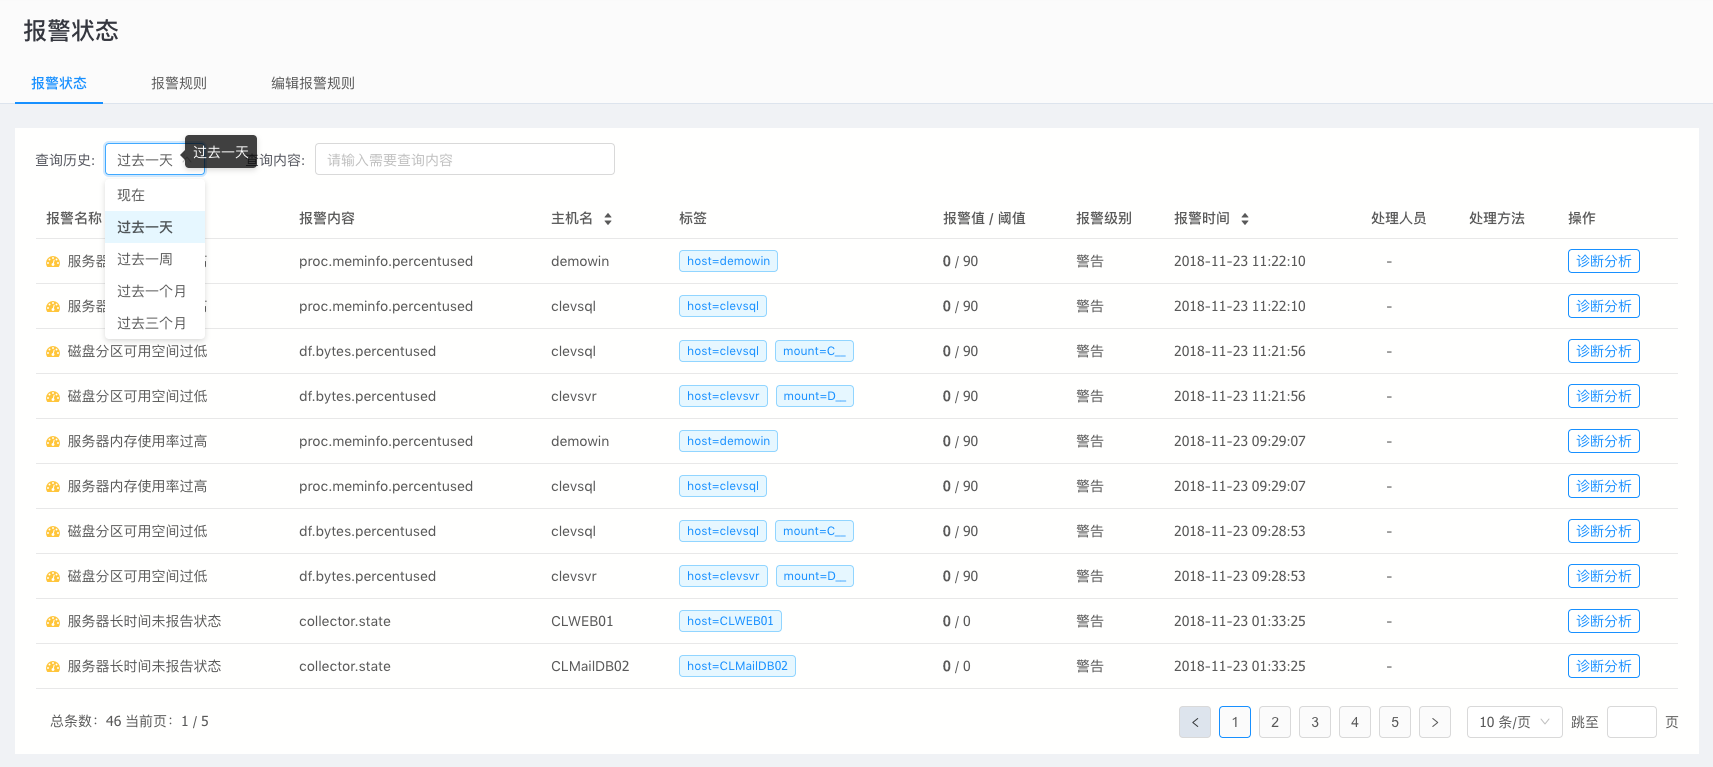 报警状态
报警状态 报警规则 编辑报警规则
查询历史: 过去一天 过去一天 查询内容: 请输入需要查询内容
现在
过去一天
过去一周
过去一个月
过去三个月
报警名称 报警内容 主机名 标签 报警值 / 阈值 报警级别 报警时间 处理人员 处理方法 操作
服务器 proc.meminfo.percentused demowin host=demowin 0 / 90 警告 2018-11-23 11:22:10 - 诊断分析
服务器 proc.meminfo.percentused clevsql host=clevsql 0 / 90 警告 2018-11-23 11:22:10 - 诊断分析
磁盘分区可用空间过低 df.bytes.percentused clevsql host=clevsql mount=C__ 0 / 90 警告 2018-11-23 11:21:56 - 诊断分析
磁盘分区可用空间过低 df.bytes.percentused clevsvr host=clevsvr mount=D__ 0 / 90 警告 2018-11-23 11:21:56 - 诊断分析
服务器内存使用率过高 proc.meminfo.percentused demowin host=demowin 0 / 90 警告 2018-11-23 09:29:07 - 诊断分析
服务器内存使用率过高 proc.meminfo.percentused clevsql host=clevsql 0 / 90 警告 2018-11-23 09:29:07 - 诊断分析
磁盘分区可用空间过低 df.bytes.percentused clevsql host=clevsql mount=C__ 0 / 90 警告 2018-11-23 09:28:53 - 诊断分析
磁盘分区可用空间过低 df.bytes.percentused clevsvr host=clevsvr mount=D__ 0 / 90 警告 2018-11-23 09:28:53 - 诊断分析
服务器长时间未报告状态 collector.state CLWEB01 host=CLWEB01 0 / 0 警告 2018-11-23 01:33:25 - 诊断分析
服务器长时间未报告状态 collector.state CLMailDB02 host=CLMailDB02 0 / 0 警告 2018-11-23 01:33:25 - 诊断分析
总条数：46 当前页：1 / 5 < 1 2 3 4 5 > 10 条/页 跳至 页